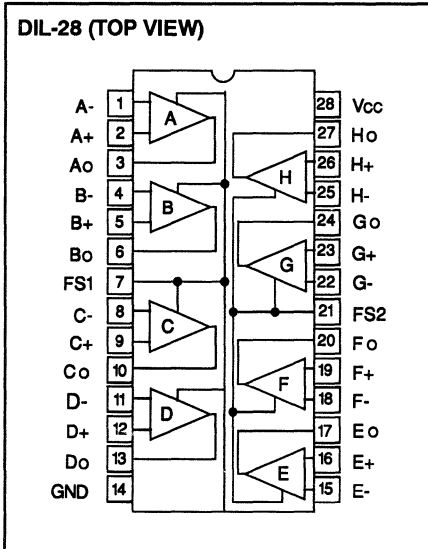 DIL-28 (TOP VIEW)
A- 1 A 28 Vcc
A+ 2 27 Ho
Ao 3 26 H+
B- 4 H 25 H-
B+ 5 B 24 Go
Bo 6 23 G+
FS1 7 G 22 G-
C- 8 21 FS2
C+ 9 C 20 Fo
Co 10 19 F+
D- 11 F 18 F-
D+ 12 D 17 Eo
Do 13 16 E+
GND 14 E 15 E-